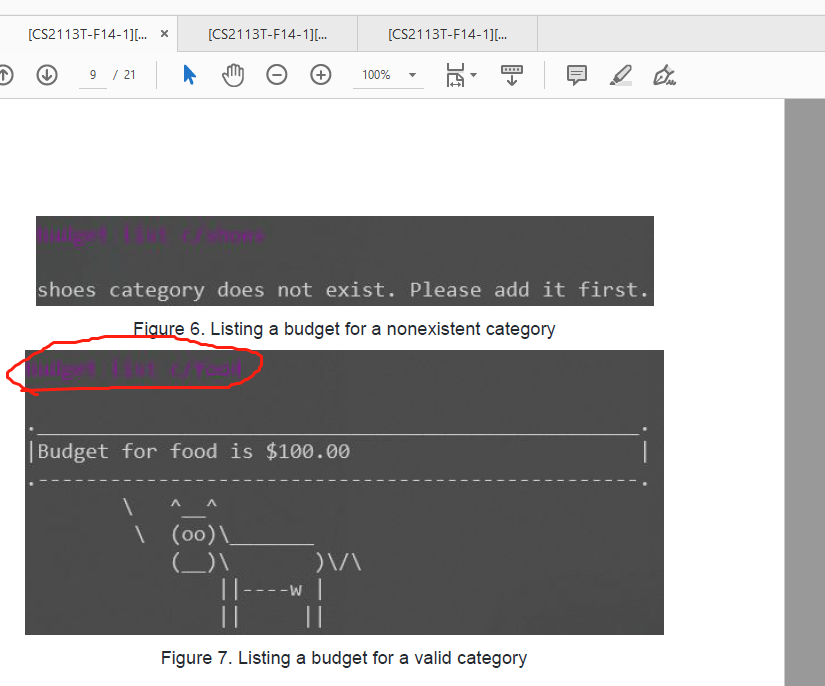 [CS2113T-F14-1][... × [CS2113T-F14-1][... [CS2113T-F14-1][...
9 / 21 100%
Budget list c/shoes
shoes category does not exist. Please add it first.
Figure 6. Listing a budget for a nonexistent category
Budget list c/food
.__________________________________________________.
|Budget for food is $100.00 |
.--------------------------------------------------.
\ ^__^
\ (oo)\_______
(__)\ )\/\
||----w |
|| ||
Figure 7. Listing a budget for a valid category